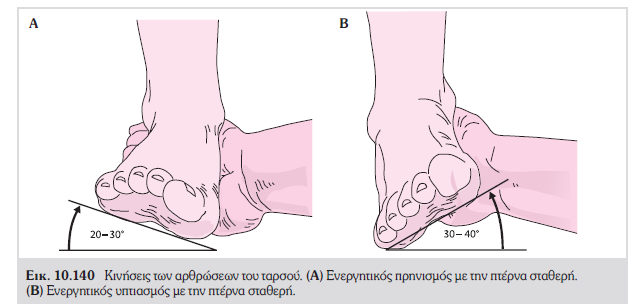 A
B
20–30°
30–40°
Εικ. 10.140 Κινήσεις των αρθρώσεων του ταρσού. (Α) Ενεργητικός πρηνισμός με την πτέρνα σταθερή.
(Β) Ενεργητικός υπτιασμός με την πτέρνα σταθερή.